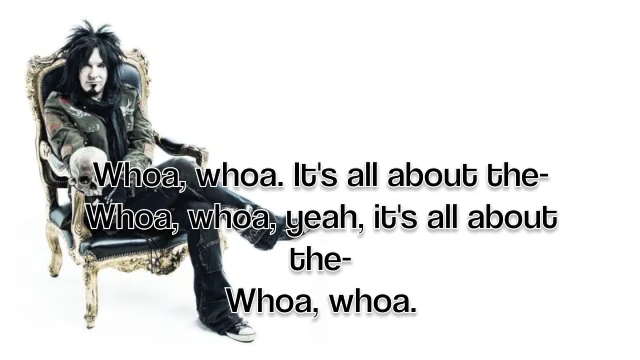 Whoa, whoa. It's all about the-
Whoa, whoa, yeah, it's all about
the-
Whoa, whoa.